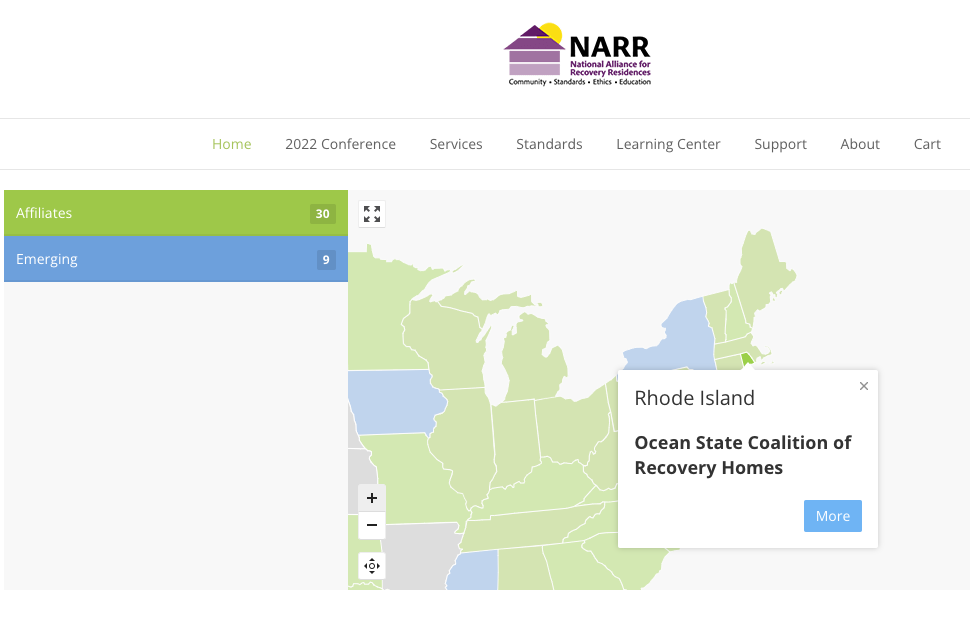 NARR
National Alliance for
Recovery Residences
Community • Standards • Ethics • Education
Home 2022 Conference Services Standards Learning Center Support About Cart
Affiliates 30
Emerging 9
Rhode Island ×
Ocean State Coalition of
Recovery Homes
More
+
−